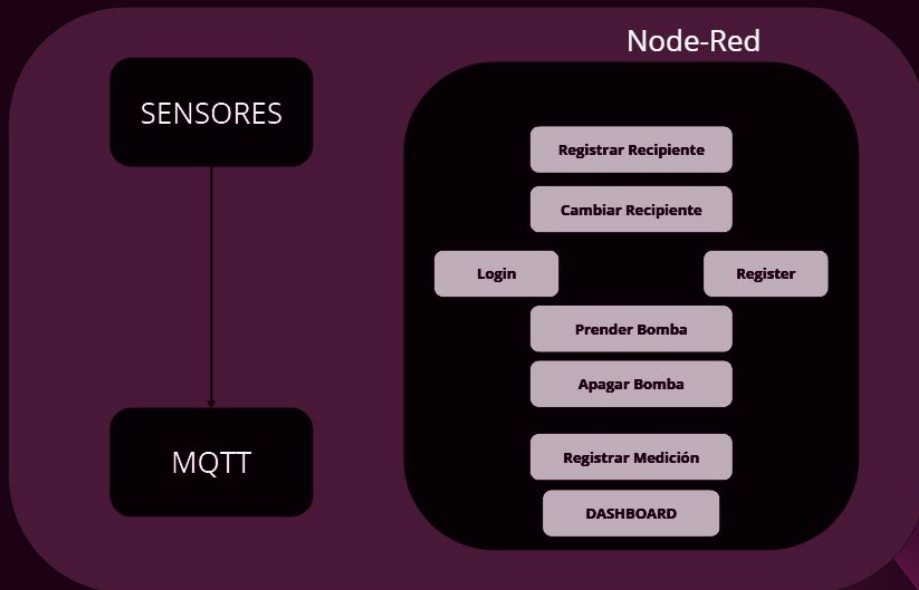 SENSORES
MQTT
Node-Red
Registrar Recipiente
Cambiar Recipiente
Login
Register
Prender Bomba
Apagar Bomba
Registrar Medición
DASHBOARD